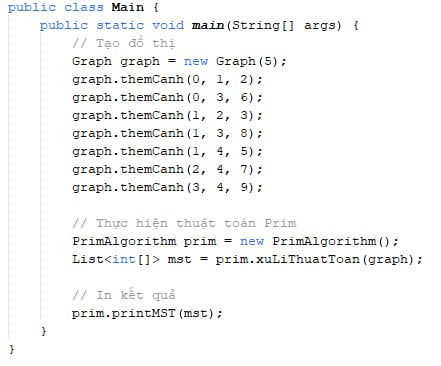 public class Main {
public static void main(String[] args) {
// Tạo đồ thị
Graph graph = new Graph(5);
graph.themCanh(0, 1, 2);
graph.themCanh(0, 3, 6);
graph.themCanh(1, 2, 3);
graph.themCanh(1, 3, 8);
graph.themCanh(1, 4, 5);
graph.themCanh(2, 4, 7);
graph.themCanh(3, 4, 9);
// Thực hiện thuật toán Prim
PrimAlgorithm prim = new PrimAlgorithm();
List<int[]> mst = prim.xuLiThuatToan(graph);
// In kết quả
prim.printMST(mst);
}
}